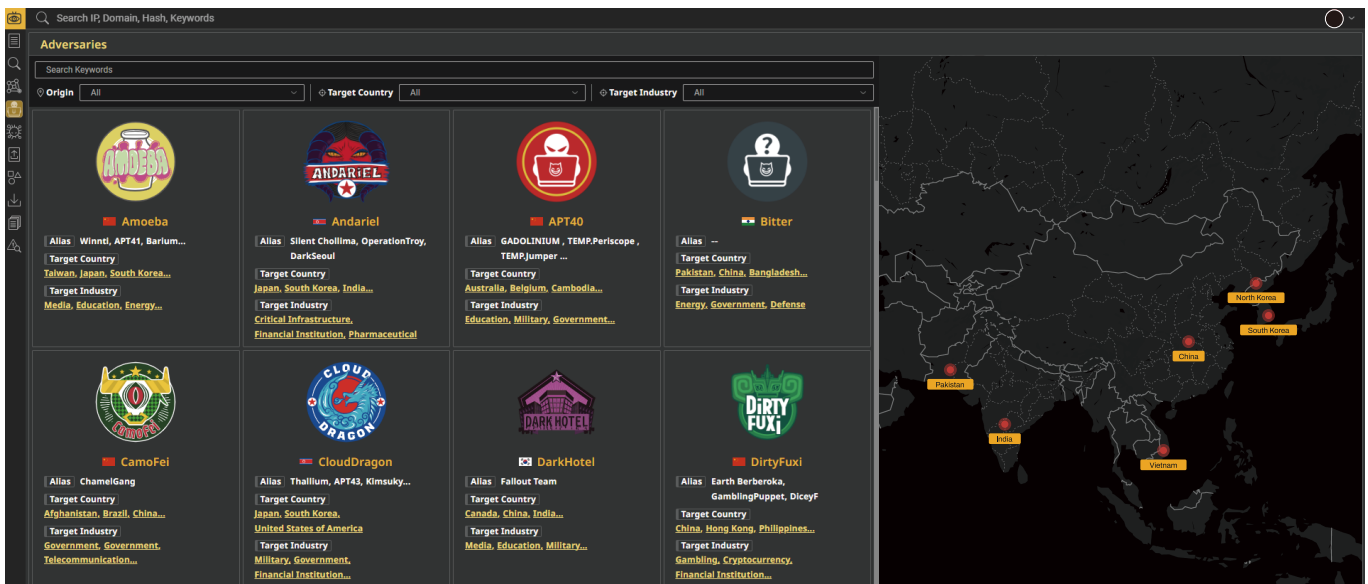 Search IP, Domain, Hash, Keywords
Adversaries
Search Keywords
Origin All Target Country All Target Industry All
AMOEBA
Amoeba
Alias Winnti, APT41, Barium...
Target Country
Taiwan, Japan, South Korea...
Target Industry
Media, Education, Energy...
ANDARIEL
Andariel
Alias Silent Chollima, OperationTroy,
DarkSeoul
Target Country
Japan, South Korea, India...
Target Industry
Critical Infrastructure,
Financial Institution, Pharmaceutical
APT40
Alias GADOLINIUM , TEMP.Periscope ,
TEMP.Jumper ...
Target Country
Australia, Belgium, Cambodia...
Target Industry
Education, Military, Government...
?
Bitter
Alias --
Target Country
Pakistan, China, Bangladesh...
Target Industry
Energy, Government, Defense
CAMOFEI
CamoFei
Alias ChamelGang
Target Country
Afghanistan, Brazil, China...
Target Industry
Government, Government,
Telecommunication...
CLOUD
DRAGON
CloudDragon
Alias Thallium, APT43, Kimsuky...
Target Country
Japan, South Korea,
United States of America
Target Industry
Military, Government,
Financial Institution...
DARK HOTEL
DarkHotel
Alias Fallout Team
Target Country
Canada, China, India...
Target Industry
Media, Education, Military...
DIRTY
FUXI
DirtyFuxi
Alias Earth Berberoka,
GamblingPuppet, DiceyF
Target Country
China, Hong Kong, Philippines...
Target Industry
Gambling, Cryptocurrency,
Financial Institution...
North Korea
South Korea
China
Pakistan
India
Vietnam